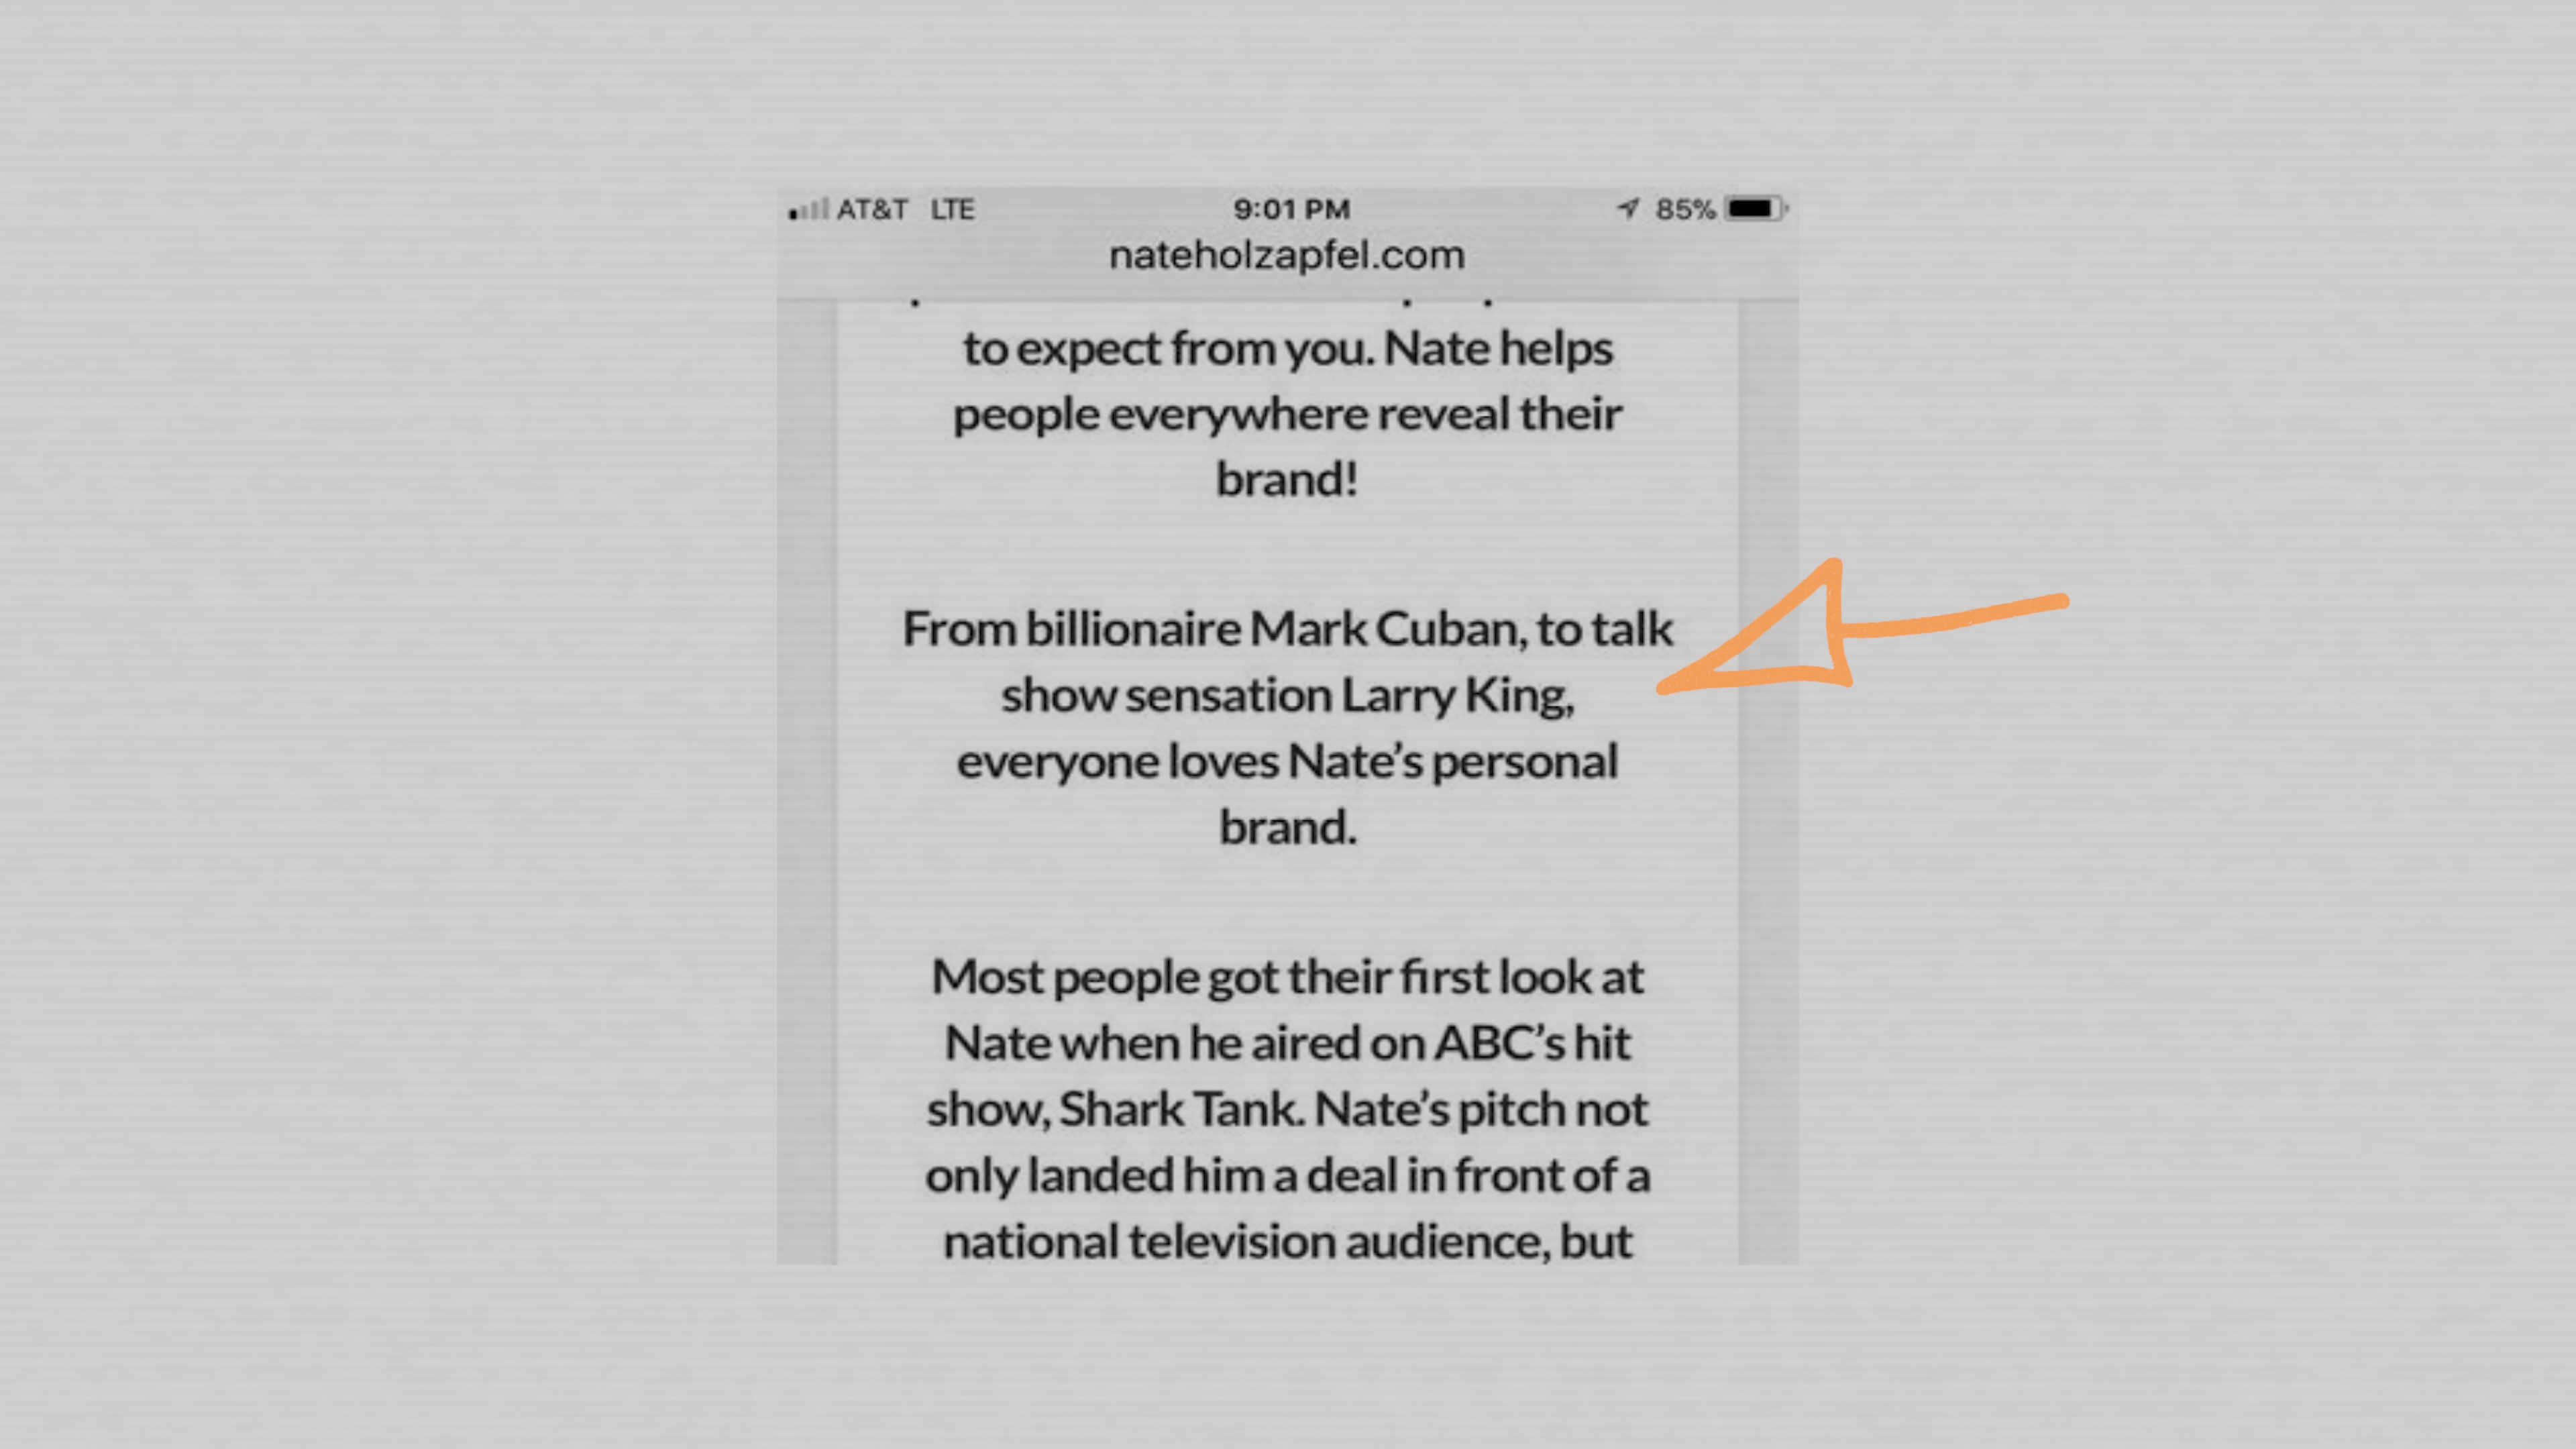 AT&T LTE 9:01 PM 85%
nateholzapfel.com
to expect from you. Nate helps
people everywhere reveal their
brand!
From billionaire Mark Cuban, to talk
show sensation Larry King,
everyone loves Nate’s personal
brand.
Most people got their first look at
Nate when he aired on ABC’s hit
show, Shark Tank. Nate’s pitch not
only landed him a deal in front of a
national television audience, but